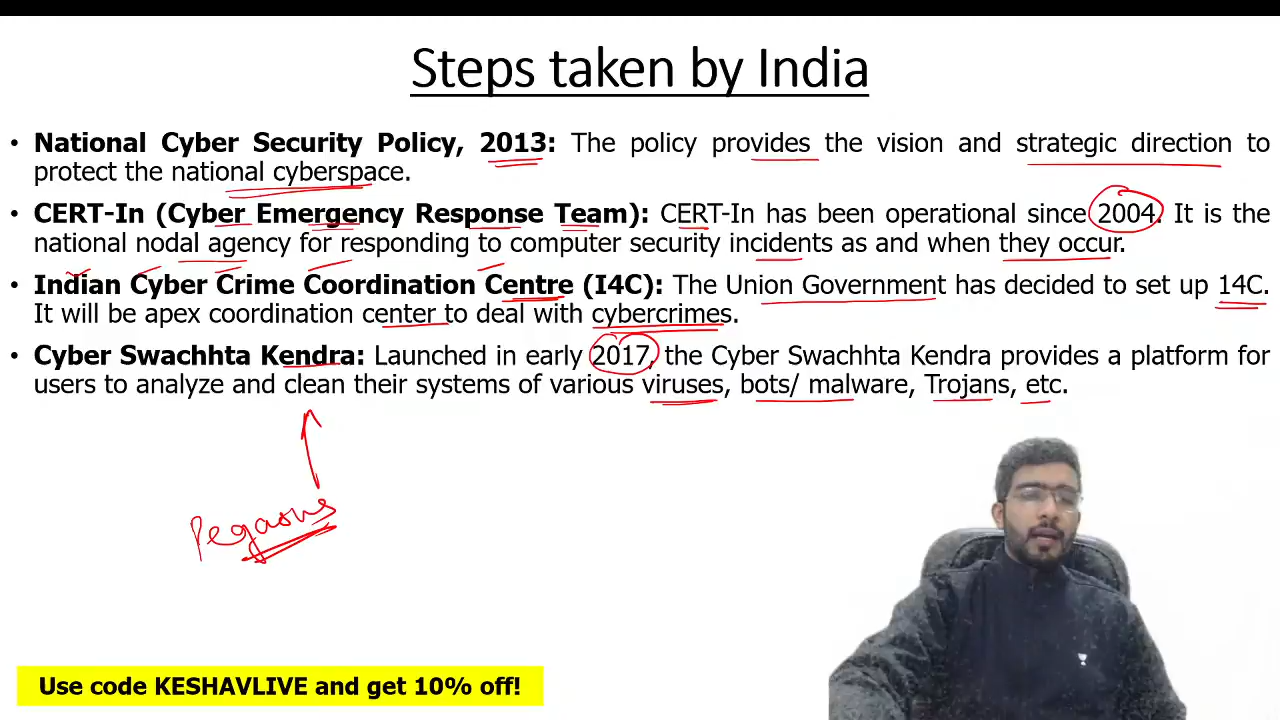 Steps taken by India
• National Cyber Security Policy, 2013: The policy provides the vision and strategic direction to
protect the national cyberspace.
• CERT-In (Cyber Emergency Response Team): CERT-In has been operational since 2004. It is the
national nodal agency for responding to computer security incidents as and when they occur.
• Indian Cyber Crime Coordination Centre (I4C): The Union Government has decided to set up 14C.
It will be apex coordination center to deal with cybercrimes.
• Cyber Swachhta Kendra: Launched in early 2017, the Cyber Swachhta Kendra provides a platform for
users to analyze and clean their systems of various viruses, bots/ malware, Trojans, etc.
Pegasus
Use code KESHAVLIVE and get 10% off!